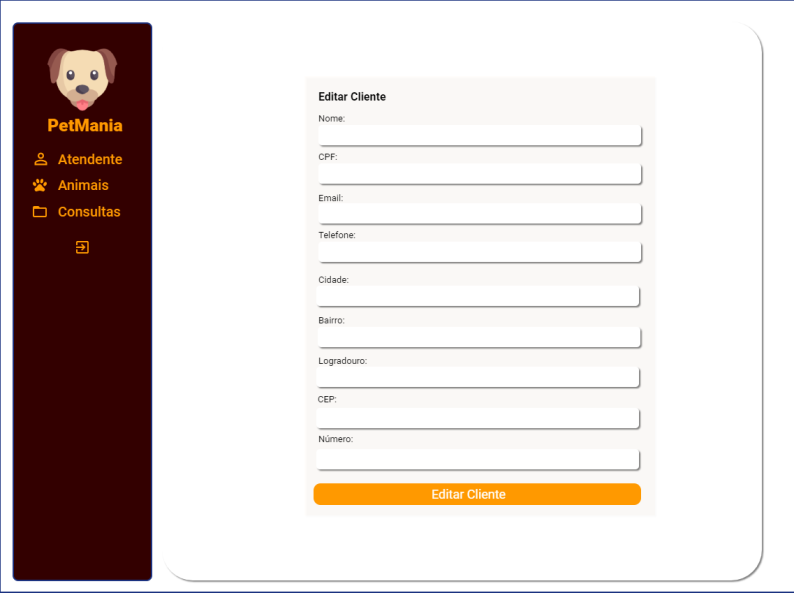 PetMania
Atendente
Animais
Consultas
Editar Cliente
Nome:
CPF:
Email:
Telefone:
Cidade:
Bairro:
Logradouro:
CEP:
Número:
Editar Cliente